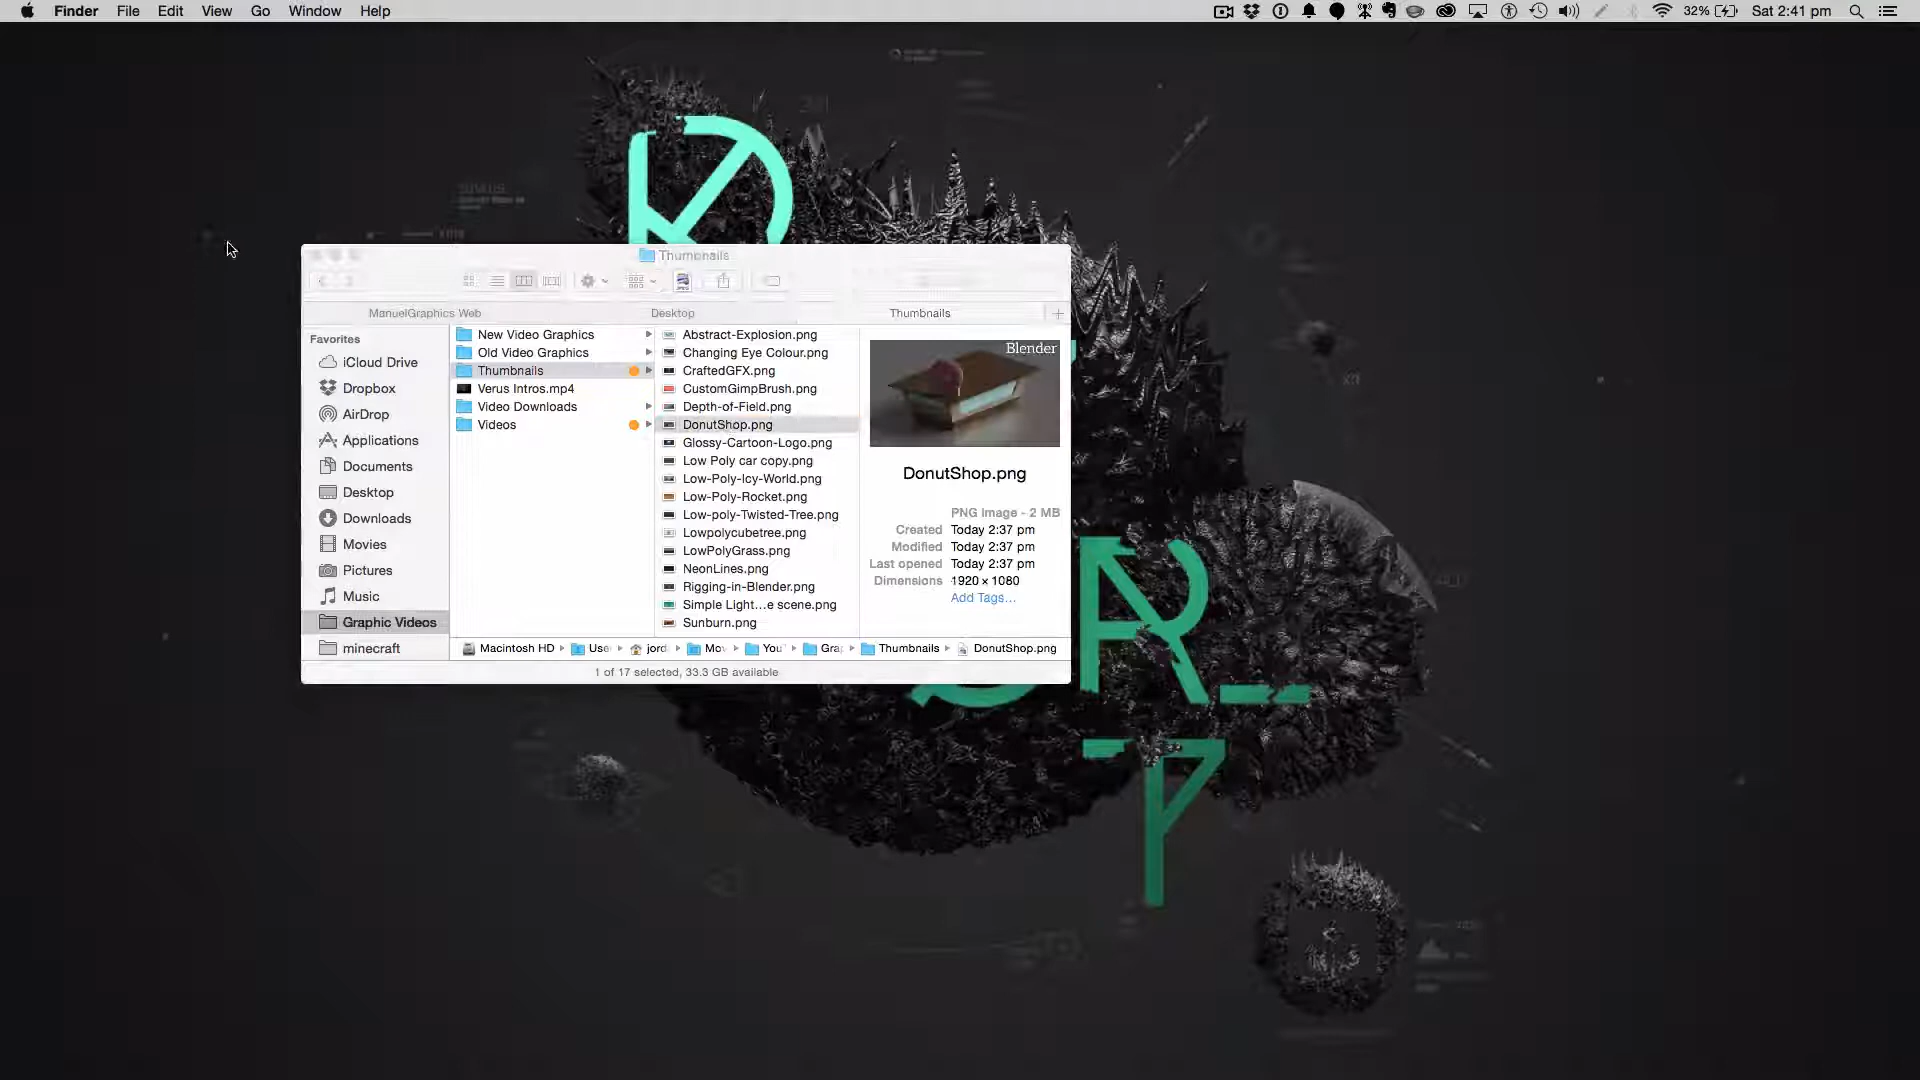 Finder File Edit View Go Window Help
32% Sat 2:41 pm
Thumbnails
ManuelGraphics Web Desktop Thumbnails
Favorites
iCloud Drive
Dropbox
AirDrop
Applications
Documents
Desktop
Downloads
Movies
Pictures
Music
Graphic Videos
minecraft
New Video Graphics
Old Video Graphics
Thumbnails
Verus Intros.mp4
Video Downloads
Videos
Abstract-Explosion.png
Changing Eye Colour.png
CraftedGFX.png
CustomGimpBrush.png
Depth-of-Field.png
DonutShop.png
Glossy-Cartoon-Logo.png
Low Poly car copy.png
Low-Poly-Icy-World.png
Low-Poly-Rocket.png
Low-poly-Twisted-Tree.png
Lowpolycubetree.png
LowPolyGrass.png
NeonLines.png
Rigging-in-Blender.png
Simple Light...e scene.png
Sunburn.png
Blender
DonutShop.png
PNG Image - 2 MB
Created Today 2:37 pm
Modified Today 2:37 pm
Last opened Today 2:37 pm
Dimensions 1920 × 1080
Add Tags...
Macintosh HD Use jord Mov You Gra Thumbnails DonutShop.png
1 of 17 selected, 33.3 GB available